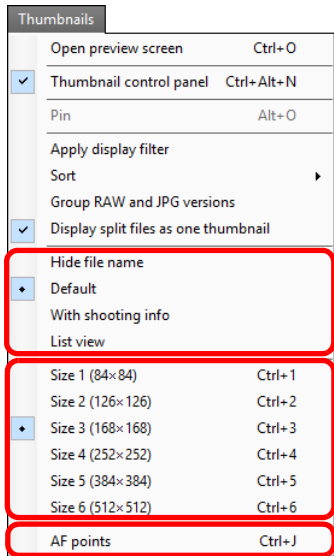 Thumbnails
Open preview screen Ctrl+O
Thumbnail control panel Ctrl+Alt+N
Pin Alt+O
Apply display filter
Sort
Group RAW and JPG versions
Display split files as one thumbnail
Hide file name
Default
With shooting info
List view
Size 1 (84×84) Ctrl+1
Size 2 (126×126) Ctrl+2
Size 3 (168×168) Ctrl+3
Size 4 (252×252) Ctrl+4
Size 5 (384×384) Ctrl+5
Size 6 (512×512) Ctrl+6
AF points Ctrl+J